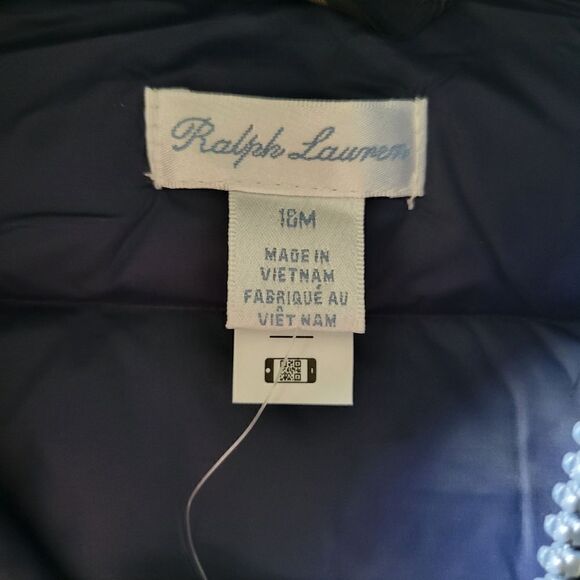 Ralph Lauren
18M
MADE IN
VIETNAM
FABRIQUÉ AU
VIÊT NAM